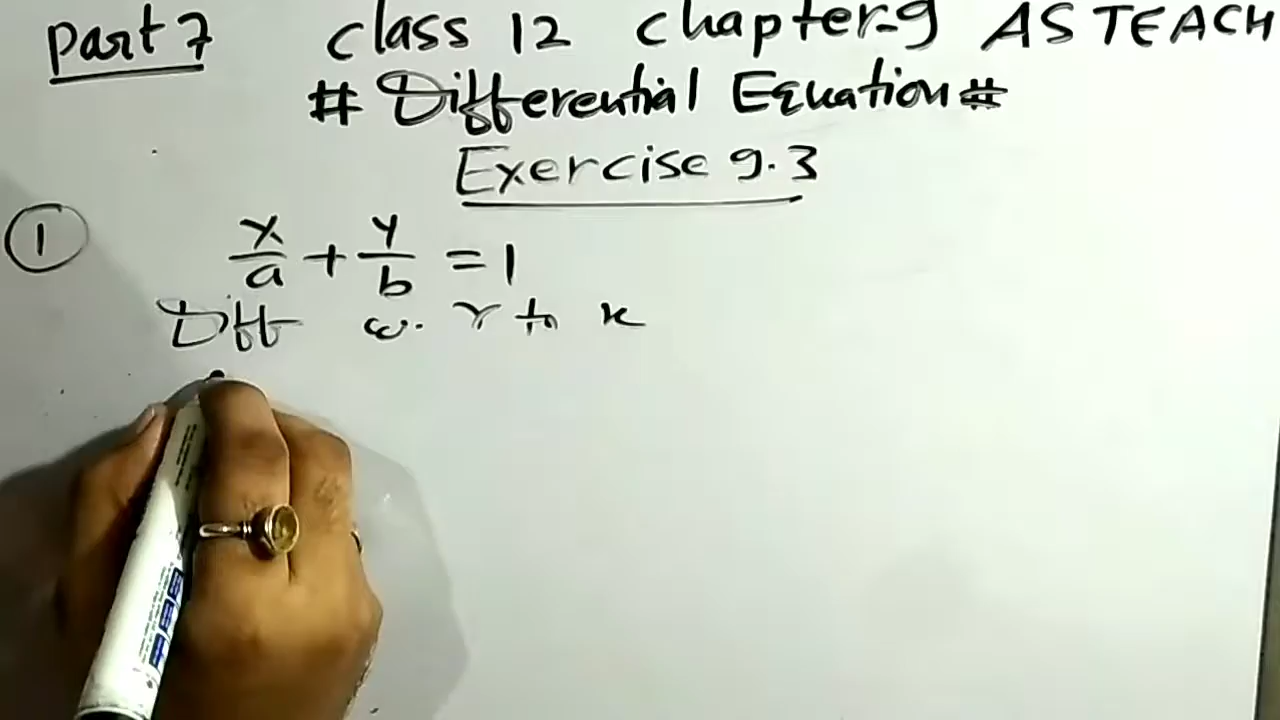 Part 7 class 12 chapter-9 AS TEACH
# Differential Equation #
Exercise 9.3
1 x/a + y/b = 1
Diff w. r to x